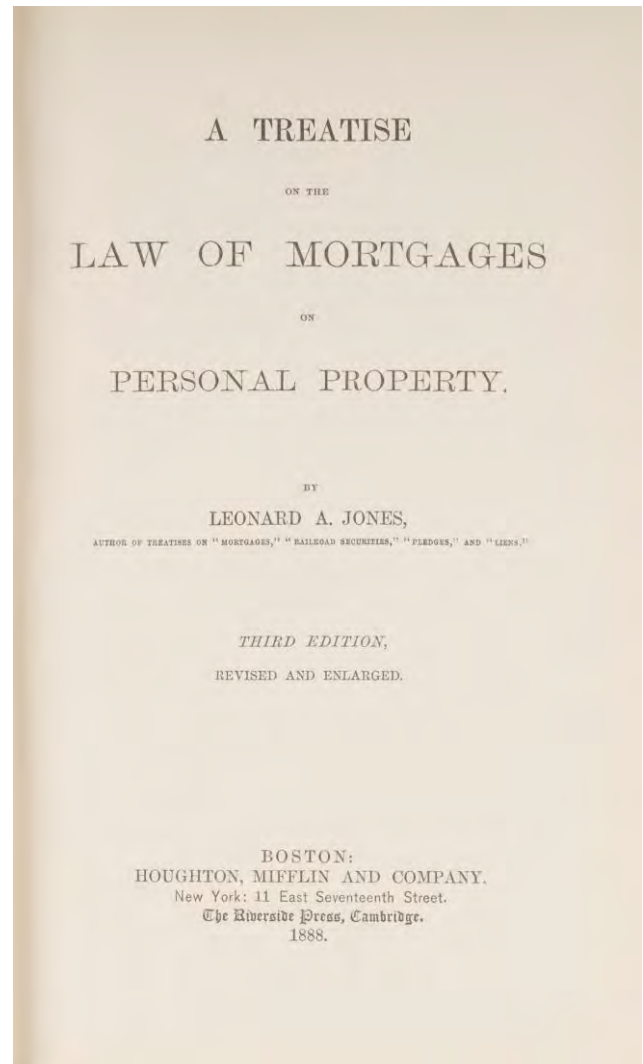 A TREATISE
ON THE
LAW OF MORTGAGES
ON
PERSONAL PROPERTY.
BY
LEONARD A. JONES,
AUTHOR OF TREATISES ON "MORTGAGES," "RAILROAD SECURITIES," "PLEDGES," AND "LIENS."
THIRD EDITION,
REVISED AND ENLARGED.
BOSTON:
HOUGHTON, MIFFLIN AND COMPANY.
New York: 11 East Seventeenth Street.
The Riverside Press, Cambridge.
1888.